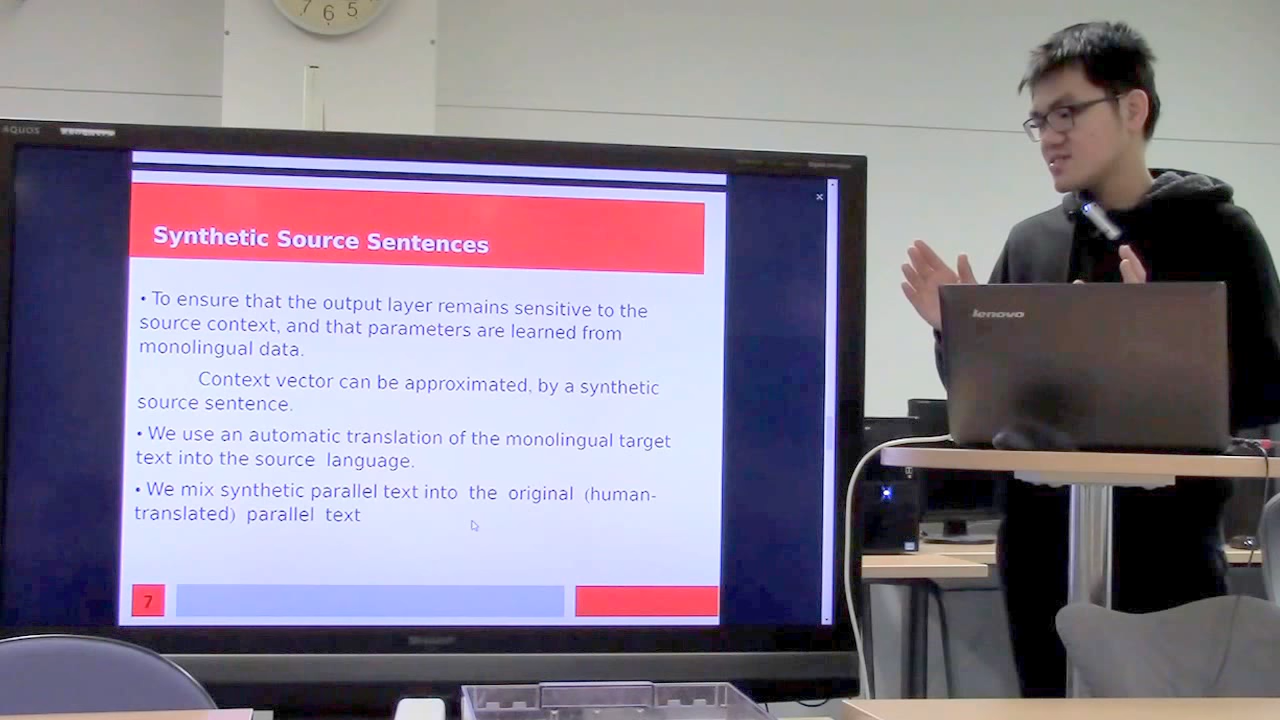 7 6 5
AQUOS
Synthetic Source Sentences
• To ensure that the output layer remains sensitive to the
source context, and that parameters are learned from
monolingual data.
Context vector can be approximated, by a synthetic
source sentence.
• We use an automatic translation of the monolingual target
text into the source language.
• We mix synthetic parallel text into the original (human-
translated) parallel text
7
lenovo